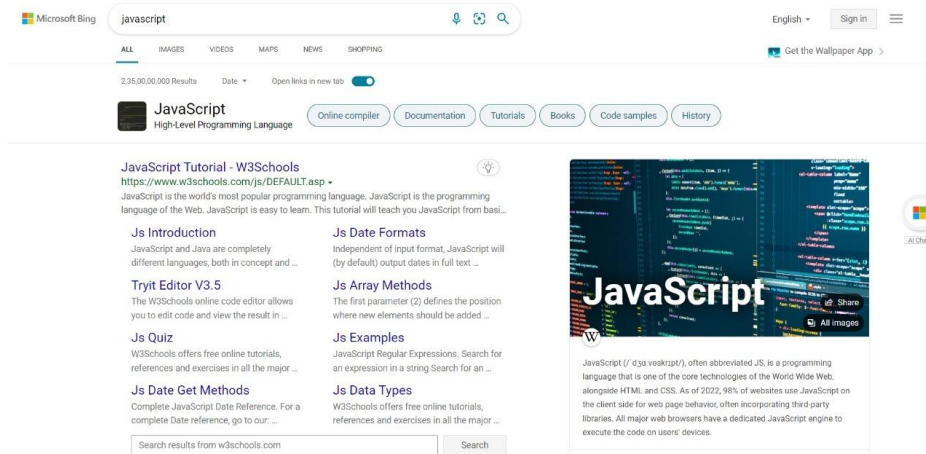 Microsoft Bing
javascript
English
Sign in
ALL IMAGES VIDEOS MAPS NEWS SHOPPING
Get the Wallpaper App
2,35,00,00,000 Results Date Open links in new tab
JavaScript
High-Level Programming Language
Online compiler Documentation Tutorials Books Code samples History
JavaScript Tutorial - W3Schools
https://www.w3schools.com/js/DEFAULT.asp
JavaScript is the world's most popular programming language. JavaScript is the programming
language of the Web. JavaScript is easy to learn. This tutorial will teach you JavaScript from basi...
Js Introduction
JavaScript and Java are completely
different languages, both in concept and ...
Tryit Editor V3.5
The W3Schools online code editor allows
you to edit code and view the result in ...
Js Quiz
W3Schools offers free online tutorials,
references and exercises in all the major ...
Js Date Get Methods
Complete JavaScript Date Reference. For a
complete Date reference, go to our: ...
Js Date Formats
Independent of input format, JavaScript will
(by default) output dates in full text ...
Js Array Methods
The first parameter (2) defines the position
where new elements should be added ...
Js Examples
JavaScript Regular Expressions. Search for
an expression in a string Search for an ...
Js Data Types
W3Schools offers free online tutorials,
references and exercises in all the major ...
Search results from w3schools.com
Search
JavaScript
Share
All images
W
JavaScript (/ˈdʒɑːvəskrɪpt/), often abbreviated JS, is a programming
language that is one of the core technologies of the World Wide Web,
alongside HTML and CSS. As of 2022, 98% of websites use JavaScript on
the client side for web page behavior, often incorporating third-party
libraries. All major web browsers have a dedicated JavaScript engine to
execute the code on users' devices.